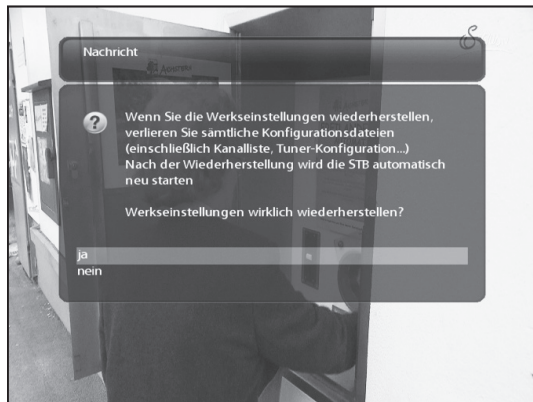 Nachricht
Wenn Sie die Werkseinstellungen wiederherstellen,
verlieren Sie sämtliche Konfigurationsdateien
(einschließlich Kanalliste, Tuner-Konfiguration...)
Nach der Wiederherstellung wird die STB automatisch
neu starten
Werkseinstellungen wirklich wiederherstellen?
ja
nein